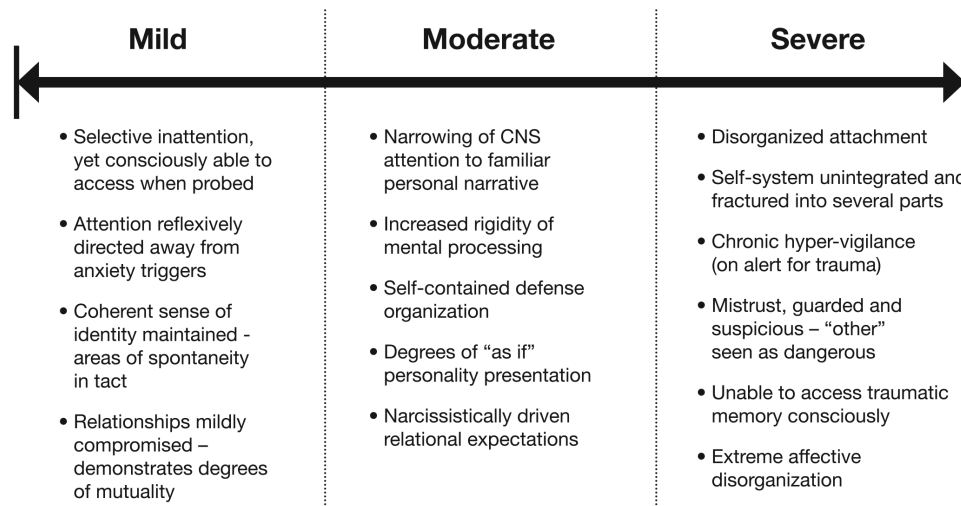 Mild
Moderate
Severe
• Selective inattention,
yet consciously able to
access when probed
• Attention reflexively
directed away from
anxiety triggers
• Coherent sense of
identity maintained -
areas of spontaneity
in tact
• Relationships mildly
compromised –
demonstrates degrees
of mutuality
• Narrowing of CNS
attention to familiar
personal narrative
• Increased rigidity of
mental processing
• Self-contained defense
organization
• Degrees of “as if”
personality presentation
• Narcissistically driven
relational expectations
• Disorganized attachment
• Self-system unintegrated and
fractured into several parts
• Chronic hyper-vigilance
(on alert for trauma)
• Mistrust, guarded and
suspicious – “other”
seen as dangerous
• Unable to access traumatic
memory consciously
• Extreme affective
disorganization